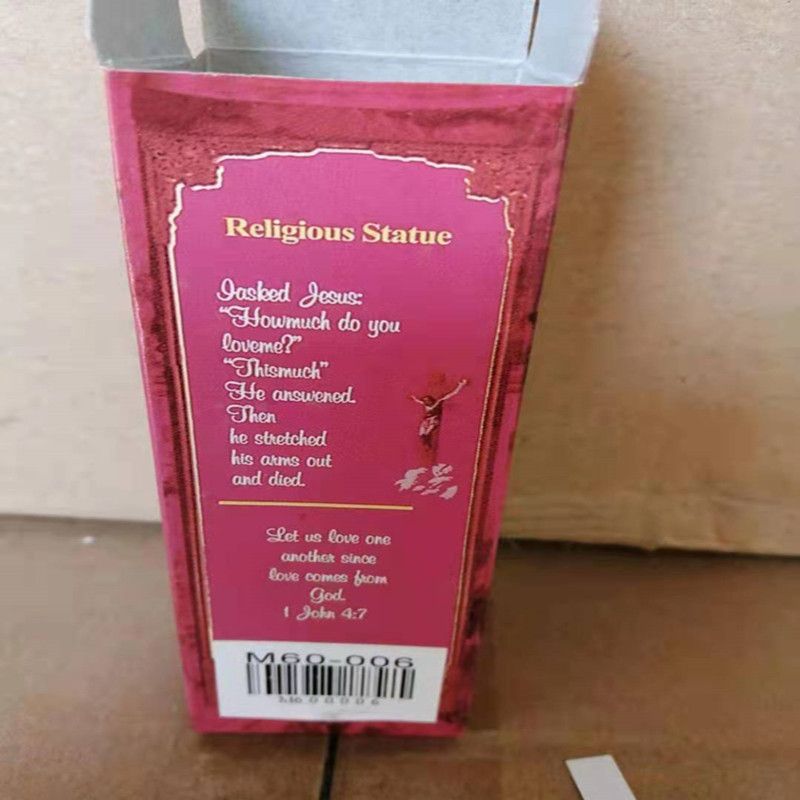 Religious Statue
Iasked Jesus:
"Howmuch do you
loveme?"
"Thismuch"
He answened.
Then
he stretched
his arms out
and died.
Let us love one
another since
love comes from
God.
1 John 4:7
M60-006